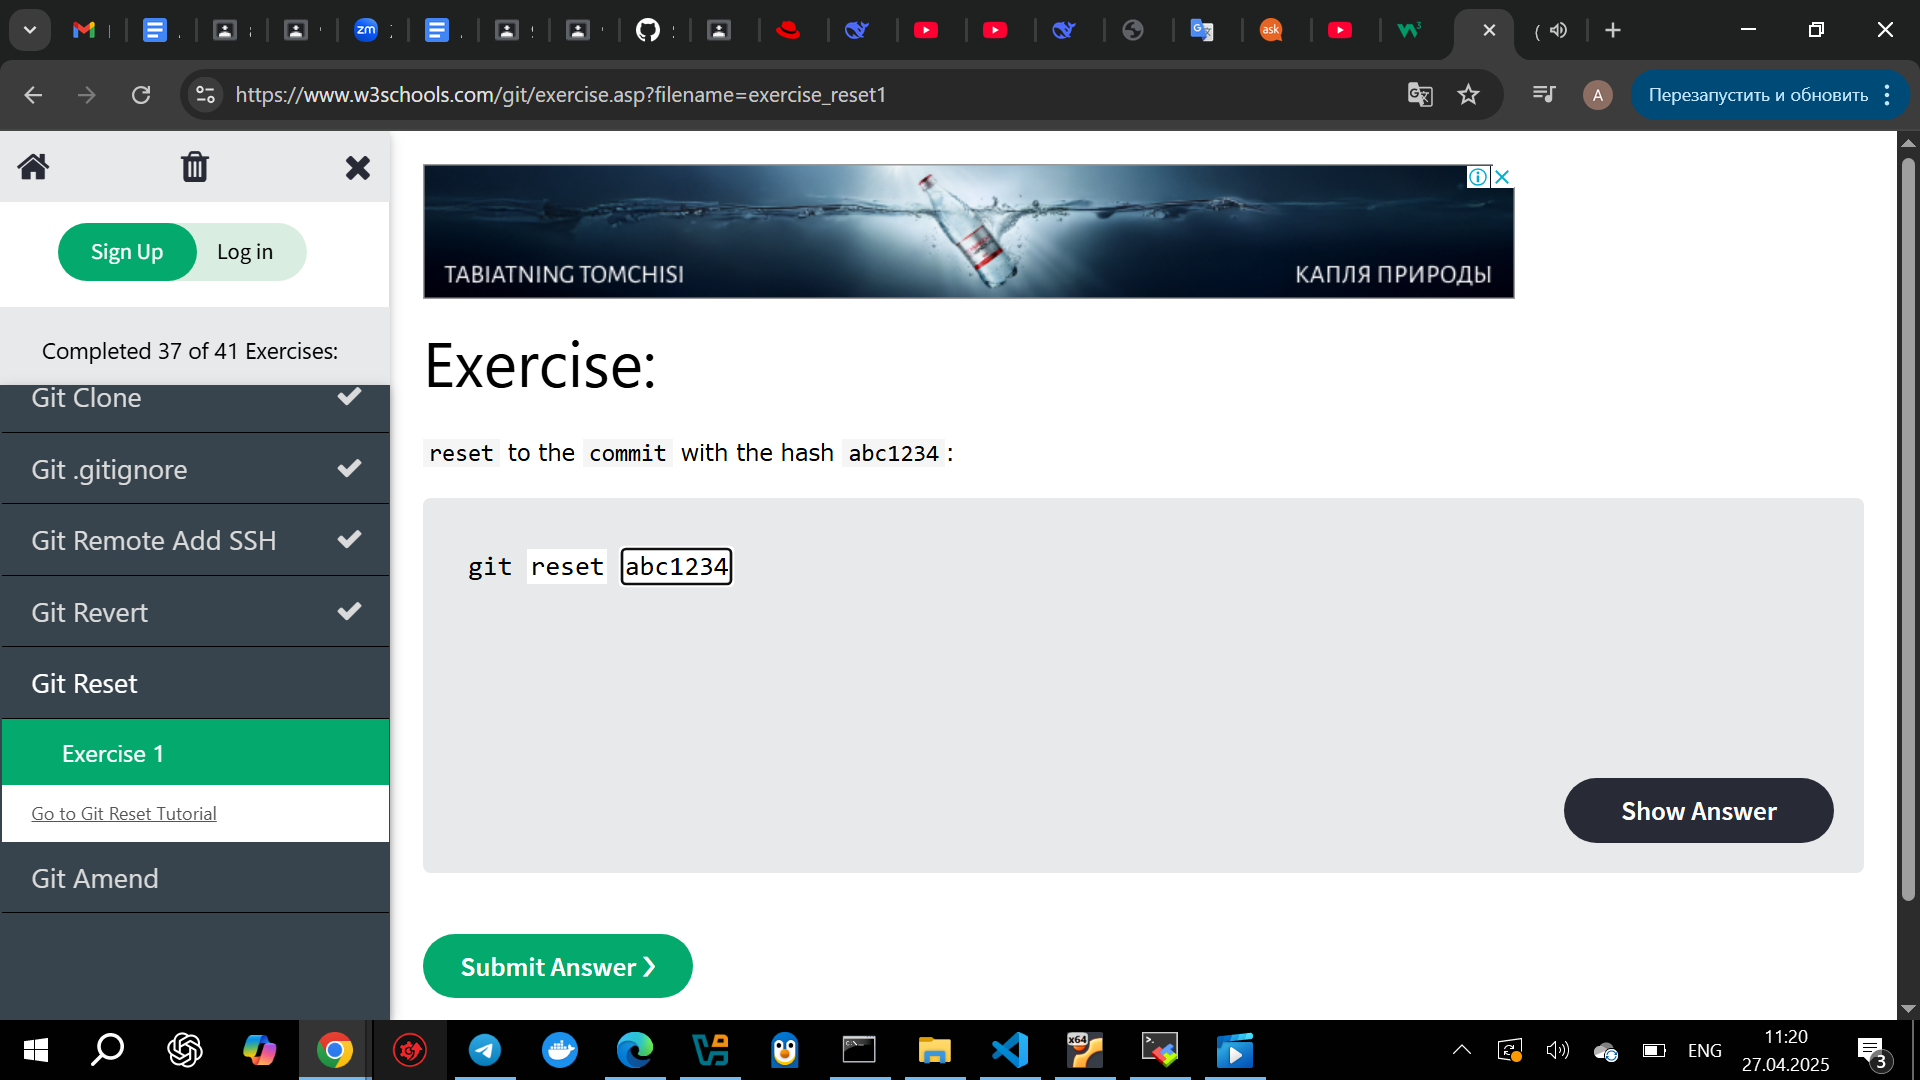 zm
ask
https://www.w3schools.com/git/exercise.asp?filename=exercise_reset1
A
Перезапустить и обновить
Sign Up
Log in
Completed 37 of 41 Exercises:
Git Clone
Git .gitignore
Git Remote Add SSH
Git Revert
Git Reset
Exercise 1
Go to Git Reset Tutorial
Git Amend
TABIATNING TOMCHISI
КАПЛЯ ПРИРОДЫ
Exercise:
reset to the commit with the hash abc1234 :
git reset abc1234
Show Answer
Submit Answer ❯
x64
ENG
11:20
27.04.2025
3